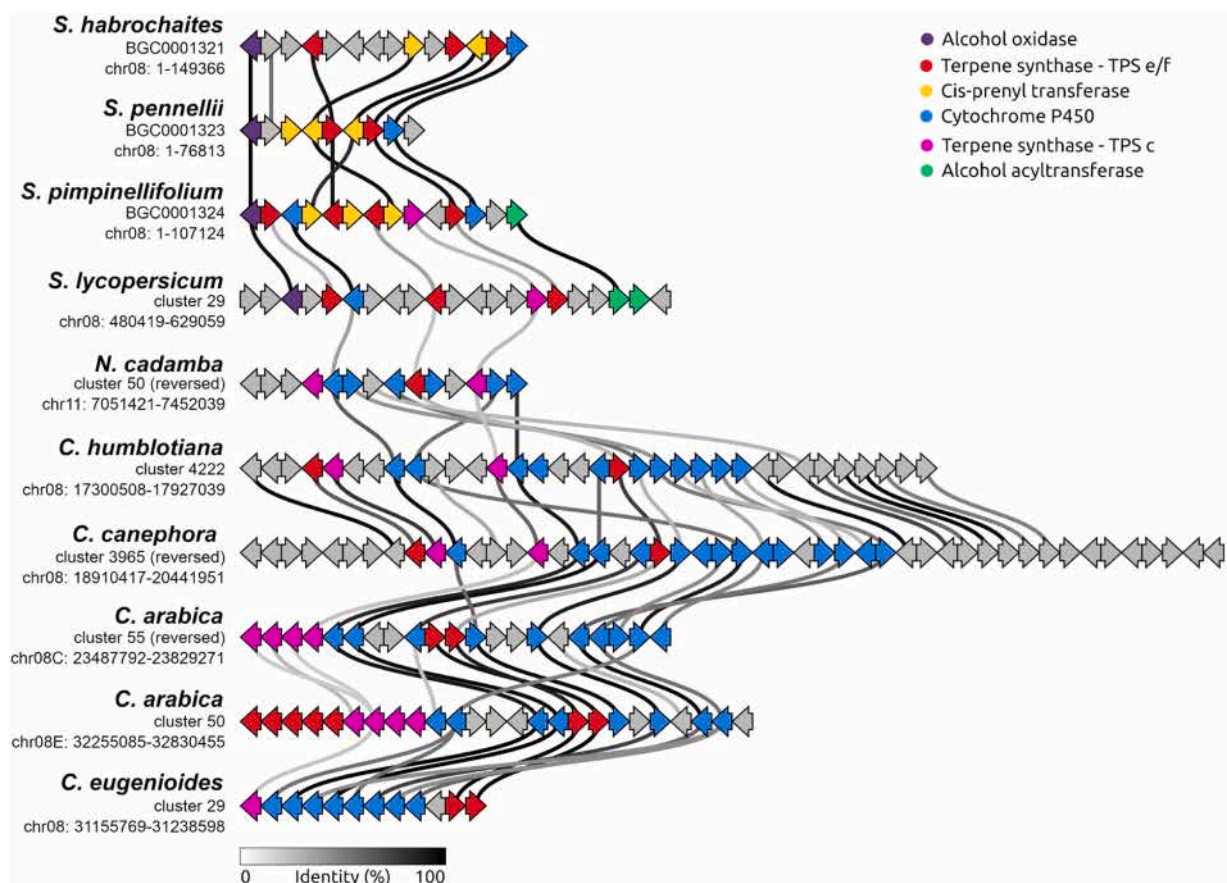 S. habrochaites
BGC0001321
chr08: 1-149366
S. pennellii
BGC0001323
chr08: 1-76813
S. pimpinellifolium
BGC0001324
chr08: 1-107124
S. lycopersicum
cluster 29
chr08: 480419-629059
N. cadamba
cluster 50 (reversed)
chr11: 7051421-7452039
C. humblotiana
cluster 4222
chr08: 17300508-17927039
C. canephora
cluster 3965 (reversed)
chr08: 18910417-20441951
C. arabica
cluster 55 (reversed)
chr08C: 23487792-23829271
C. arabica
cluster 50
chr08E: 32255085-32830455
C. eugenioides
cluster 29
chr08: 31155769-31238598
Alcohol oxidase
Terpene synthase - TPS e/f
Cis-prenyl transferase
Cytochrome P450
Terpene synthase - TPS c
Alcohol acyltransferase
0 Identity (%) 100